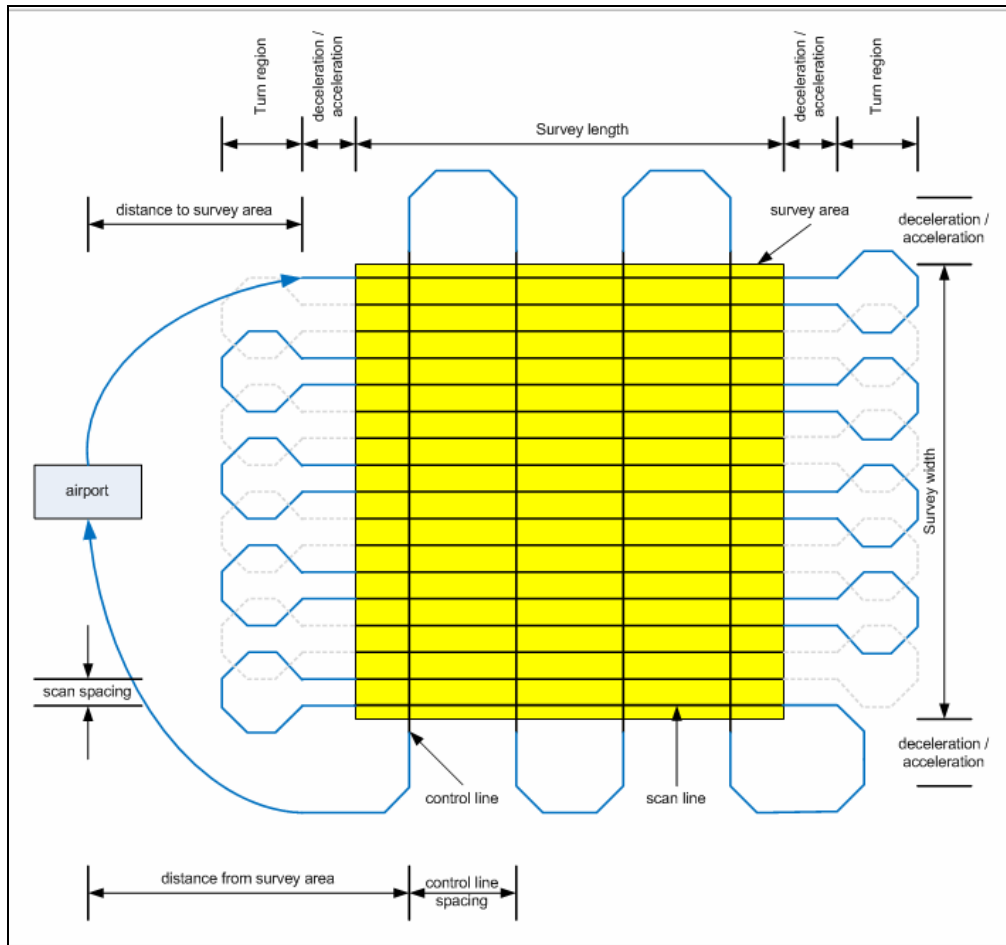 Turn region
deceleration /
acceleration
Survey length
deceleration /
acceleration
Turn region
distance to survey area
survey area
deceleration /
acceleration
airport
Survey width
scan spacing
deceleration /
acceleration
control line
scan line
distance from survey area
control line
spacing